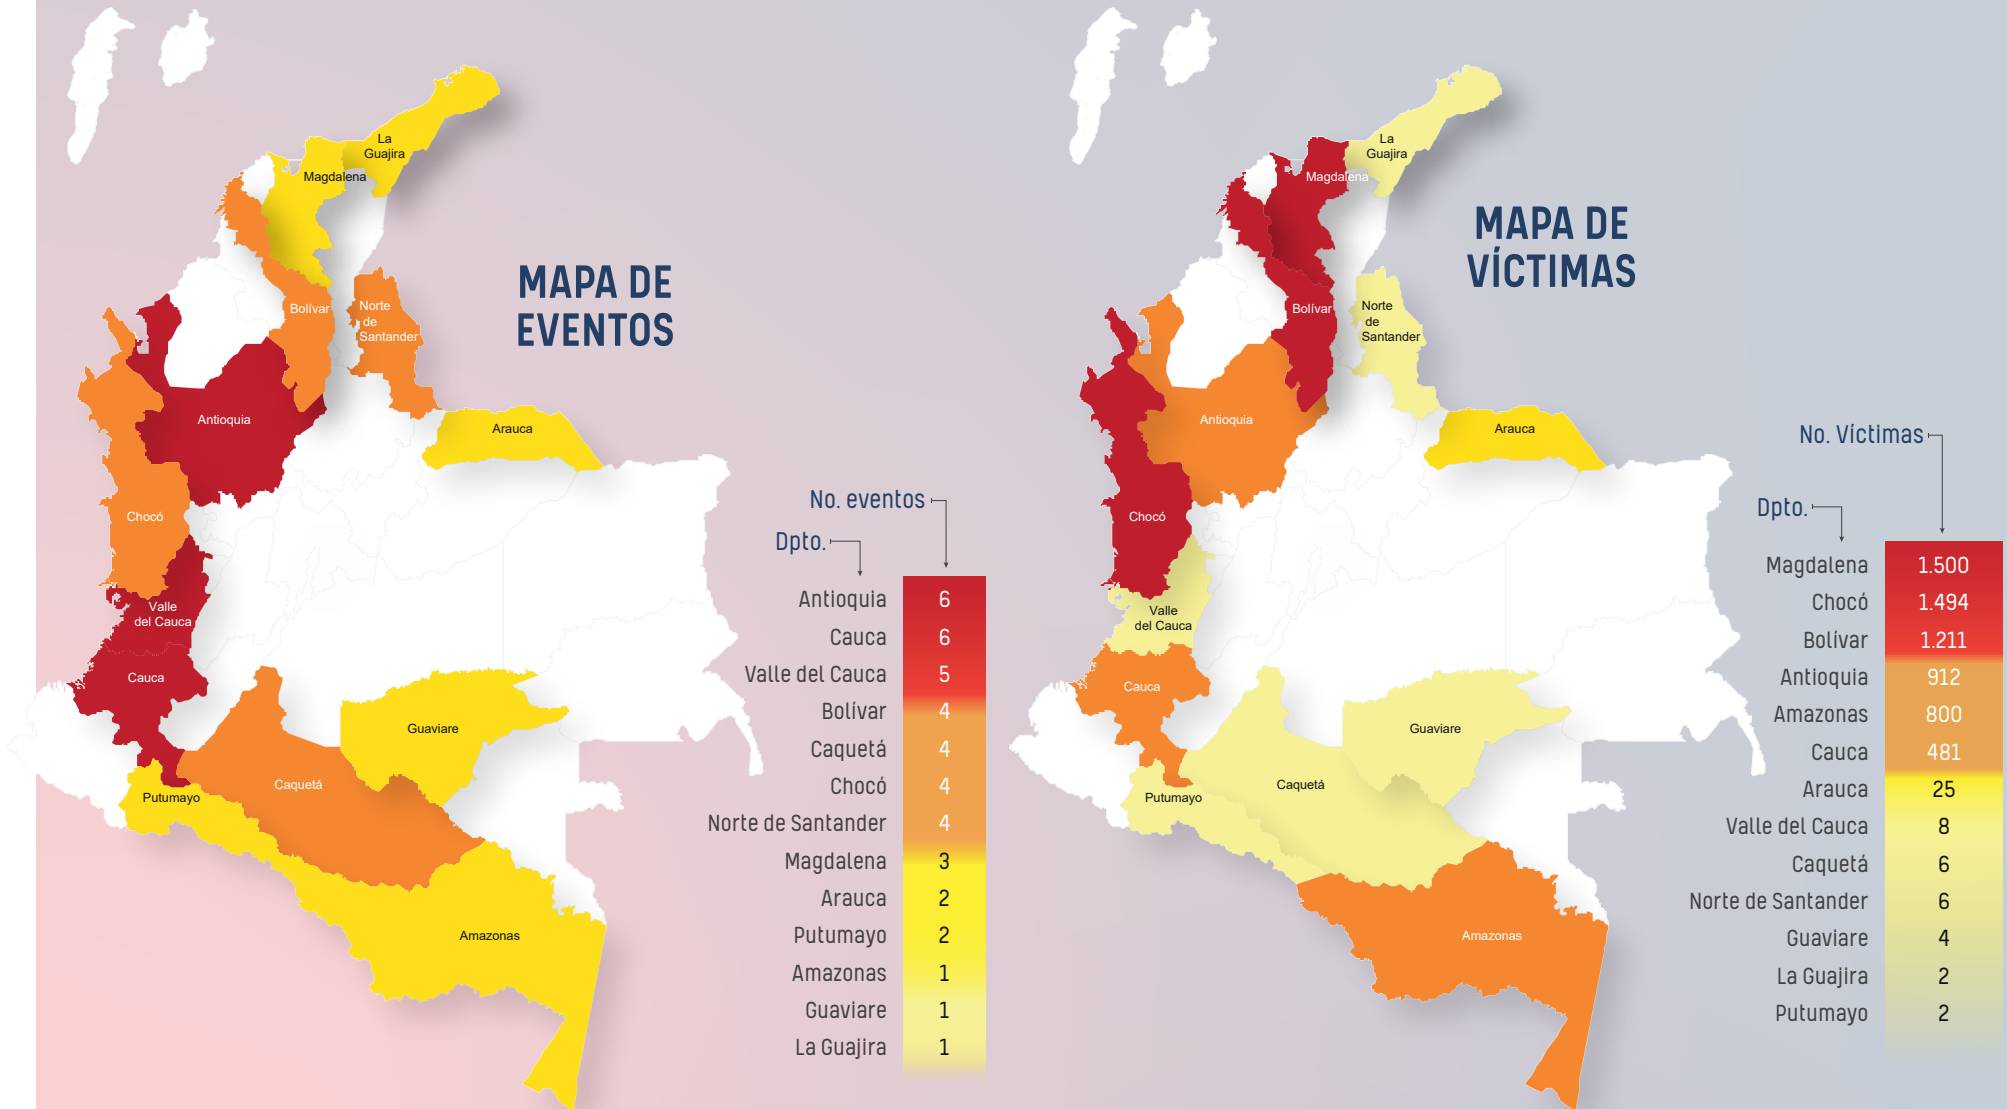 MAPA DE
EVENTOS
La
Guajira
Magdalena
Bolívar
Norte
de
Santander
Antioquia
Arauca
Chocó
Valle
del Cauca
Cauca
Guaviare
Caquetá
Putumayo
Amazonas
No. eventos
Dpto.
Antioquia 6
Cauca 6
Valle del Cauca 5
Bolívar 4
Caquetá 4
Chocó 4
Norte de Santander 4
Magdalena 3
Arauca 2
Putumayo 2
Amazonas 1
Guaviare 1
La Guajira 1
MAPA DE
VÍCTIMAS
La
Guajira
Magdalena
Bolívar
Norte
de
Santander
Antioquia
Arauca
Chocó
Valle
del Cauca
Cauca
Guaviare
Caquetá
Putumayo
Amazonas
No. Víctimas
Dpto.
Magdalena 1.500
Chocó 1.494
Bolívar 1.211
Antioquia 912
Amazonas 800
Cauca 481
Arauca 25
Valle del Cauca 8
Caquetá 6
Norte de Santander 6
Guaviare 4
La Guajira 2
Putumayo 2